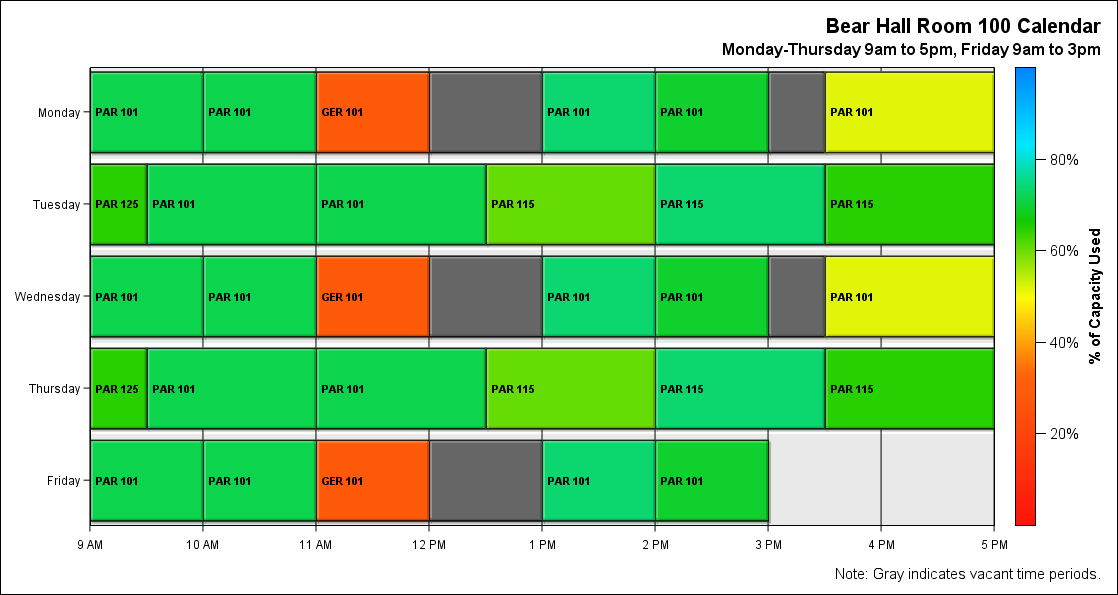 Bear Hall Room 100 Calendar
Monday-Thursday 9am to 5pm, Friday 9am to 3pm
Monday
PAR 101
PAR 101
GER 101
PAR 101
PAR 101
PAR 101
Tuesday
PAR 125
PAR 101
PAR 101
PAR 115
PAR 115
PAR 115
Wednesday
PAR 101
PAR 101
GER 101
PAR 101
PAR 101
PAR 101
Thursday
PAR 125
PAR 101
PAR 101
PAR 115
PAR 115
PAR 115
Friday
PAR 101
PAR 101
GER 101
PAR 101
PAR 101
9 AM
10 AM
11 AM
12 PM
1 PM
2 PM
3 PM
4 PM
5 PM
80%
60%
40%
20%
% of Capacity Used
Note: Gray indicates vacant time periods.